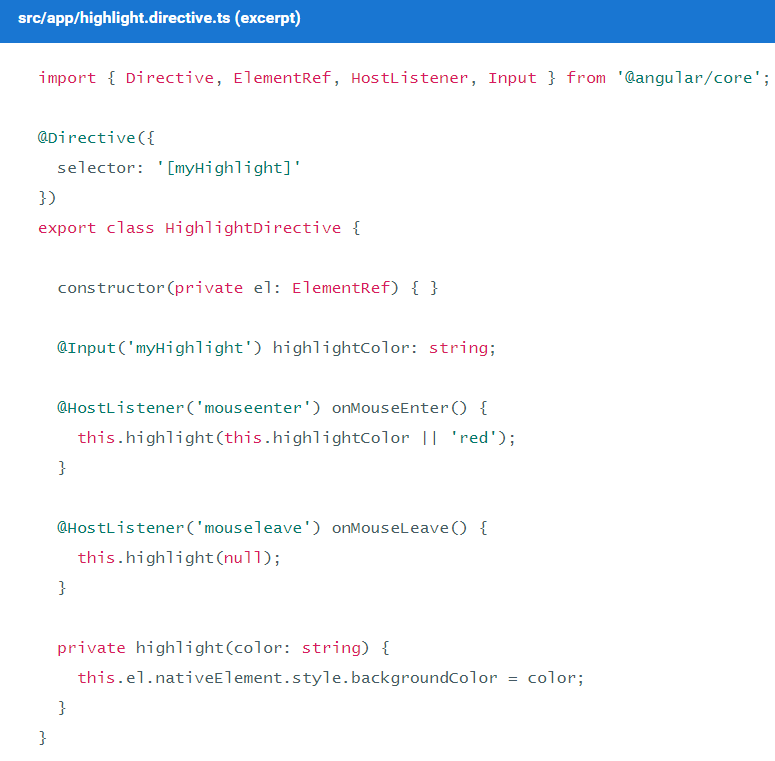 src/app/highlight.directive.ts (excerpt)
import { Directive, ElementRef, HostListener, Input } from '@angular/core';
@Directive({
  selector: '[myHighlight]'
})
export class HighlightDirective {
  constructor(private el: ElementRef) { }
  @Input('myHighlight') highlightColor: string;
  @HostListener('mouseenter') onMouseEnter() {
    this.highlight(this.highlightColor || 'red');
  }
  @HostListener('mouseleave') onMouseLeave() {
    this.highlight(null);
  }
  private highlight(color: string) {
    this.el.nativeElement.style.backgroundColor = color;
  }
}